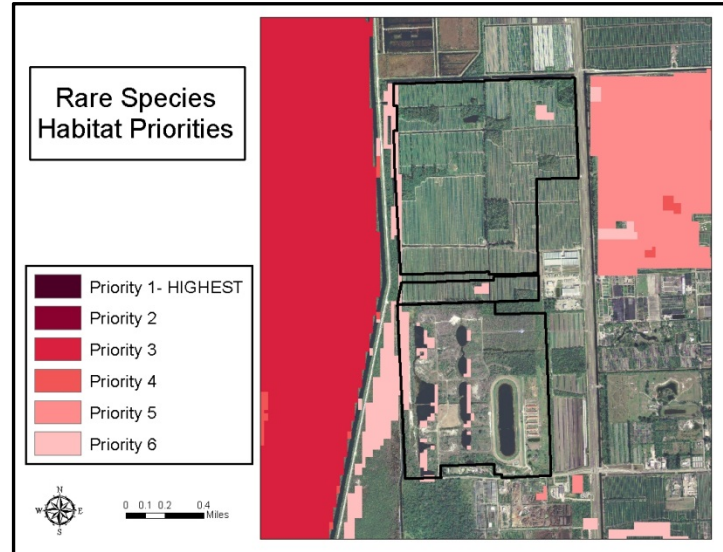 Rare Species
Habitat Priorities
Priority 1- HIGHEST
Priority 2
Priority 3
Priority 4
Priority 5
Priority 6
N
W E
S
0 0.1 0.2 0.4
Miles